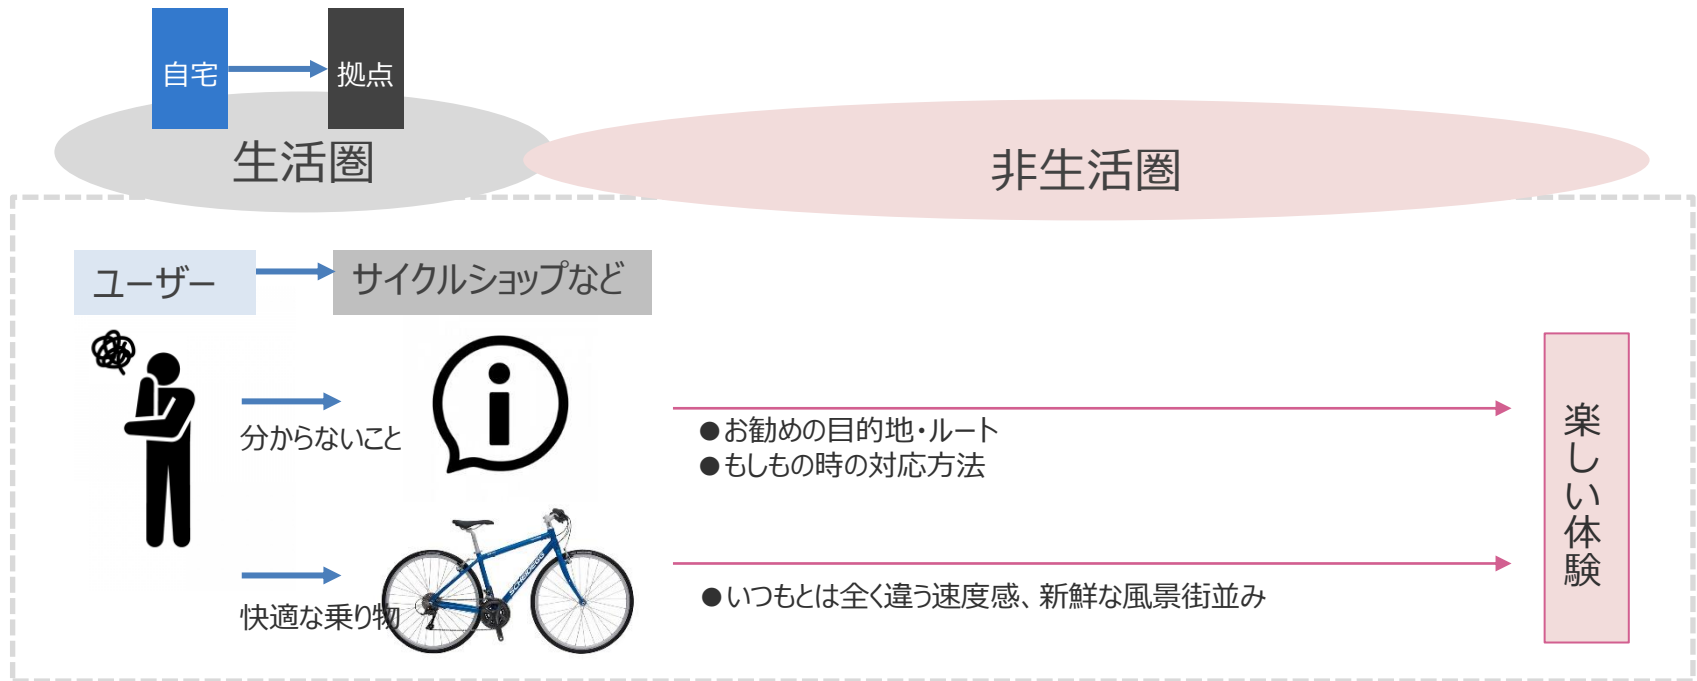 自宅
拠点
生活圏
非生活圏
ユーザー
サイクルショップなど
分からないこと
●お勧めの目的地・ルート
●もしもの時の対応方法
快適な乗り物
SCHEIDEGG
●いつもとは全く違う速度感、新鮮な風景街並み
楽しい体験